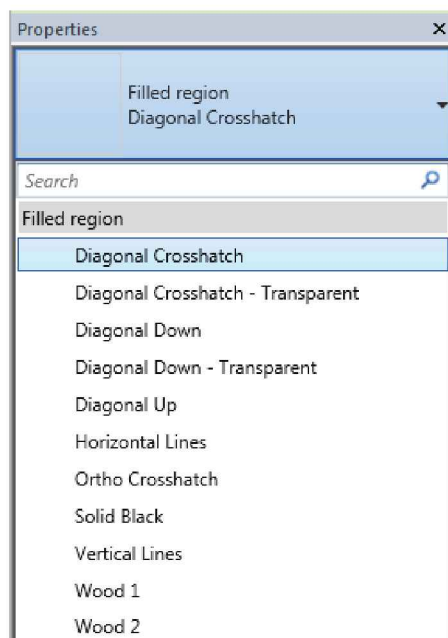 Properties
Filled region
Diagonal Crosshatch
Search
Filled region
Diagonal Crosshatch
Diagonal Crosshatch - Transparent
Diagonal Down
Diagonal Down - Transparent
Diagonal Up
Horizontal Lines
Ortho Crosshatch
Solid Black
Vertical Lines
Wood 1
Wood 2